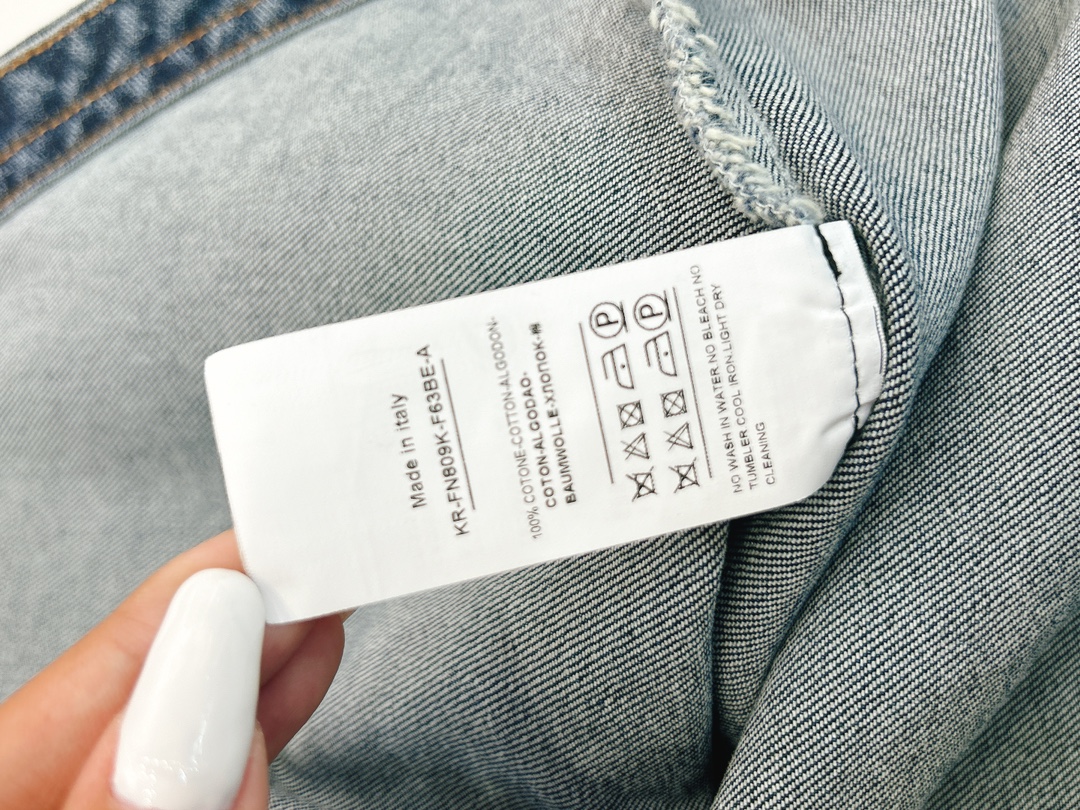 Made in italy
KR-FN809K-F63BE-A
100% COTONE-COTTON-ALGODON-
COTON-ALGODAO-
BAUMWOLLE-ХЛОПОК-棉
P
P
NO WASH IN WATER.NO BLEACH NO
TUMBLER COOL IRON.LIGHT DRY
CLEANING